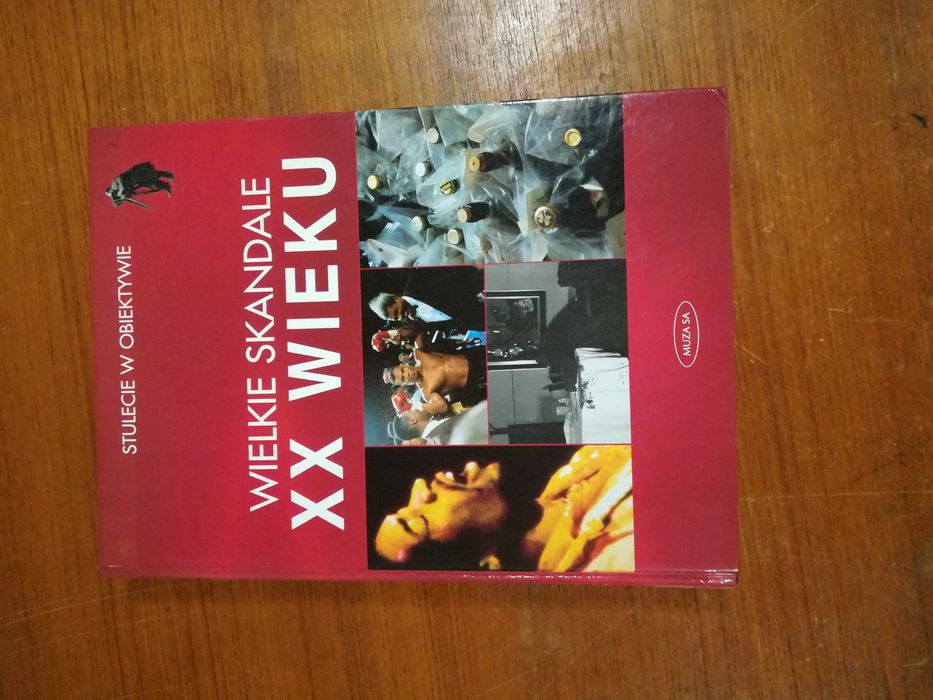 STULECIE W OBIEKTYWIE
WIELKIE SKANDALE
XX WIEKU
MUZA SA